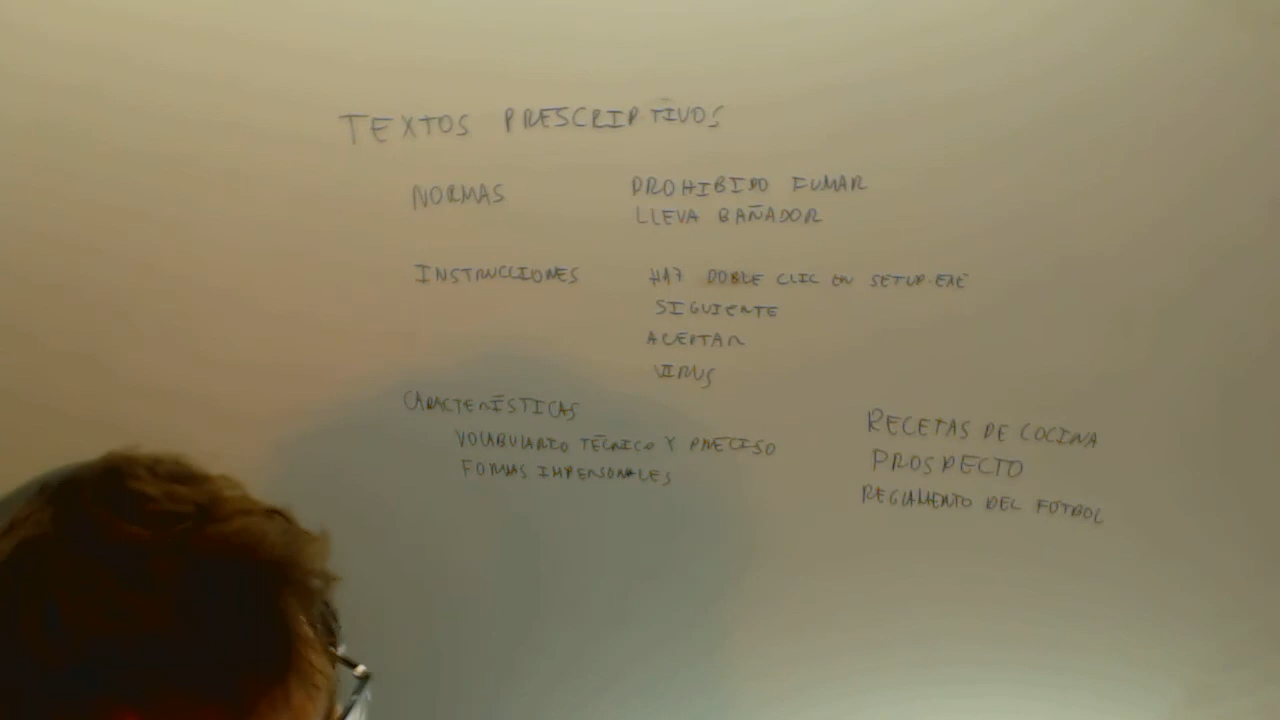 TEXTOS PRESCRIPTIVOS
NORMAS
PROHIBIDO FUMAR
LLEVA BAÑADOR
INSTRUCCIONES
HAZ DOBLE CLIC EN SETUP.EXE
SIGUIENTE
ACEPTAR
VIRUS
CARACTERÍSTICAS
VOCABULARIO TÉCNICO Y PRECISO
FORMAS IMPERSONALES
RECETAS DE COCINA
PROSPECTO
REGLAMENTO DEL FÚTBOL